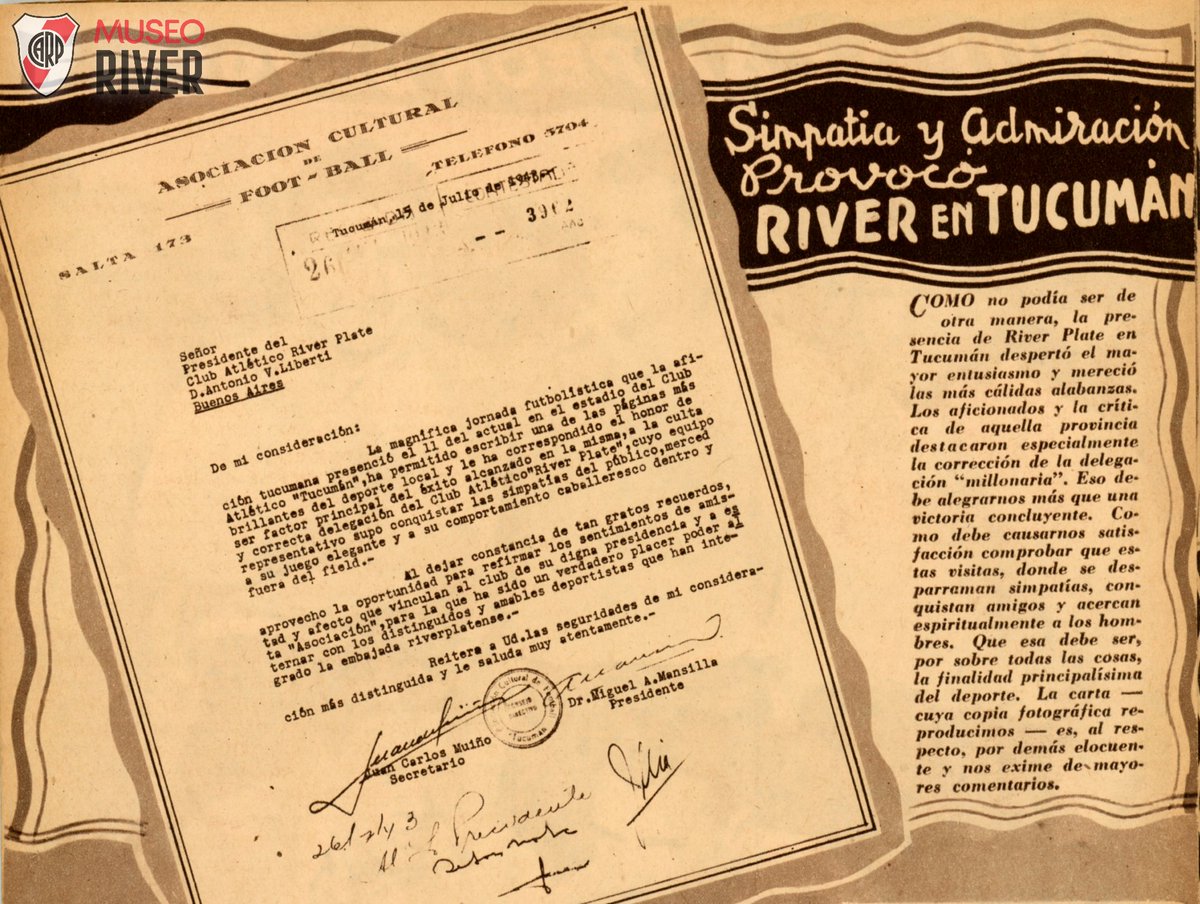 CARP
MUSEO
RIVER
ASOCIACION CULTURAL
DE
FOOT-BALL
SALTA 173
TELEFONO 3704
Tucumán, 15 de Julio de 1943.-
26
3902
Señor
Presidente del
Club Atlético River Plate
D.Antonio V.Liberti
Buenos Aires
De mi consideración:
La magnífica jornada futbolística que la afi-
ción tucumana presenció el 11 del actual en el estadio del Club
Atlético "Tucumán",ha permitido escribir una de las páginas más
brillantes del deporte local y le ha correspondido el honor de
ser factor principal del éxito alcanzado en la misma,a la culta
y correcta delegación del Club Atlético"River Plate",cuyo equipo
representativo supo conquistar las simpatías del público,merced
a su juego elegante y a su comportamiento caballeresco dentro y
fuera del field.-
Al dejar constancia de tan gratos recuerdos,
aprovecho la oportunidad para refirmar los sentimientos de amis-
tad y afecto que vinculan al club de su digna presidencia y a es
ta "Asociación",para la que ha sido un verdadero placer poder al
ternar con los distinguidos y amables deportistas que han inte-
grado la embajada riverplatense.-
Reitera a Ud.las seguridades de mi considera-
ción más distinguida y le saluda muy atentamente.-
Dr.Miguel A.Mansilla
Presidente
Juan Carlos Muiño
Secretario
Tucumán
Al Presidente
Simpatia y Admiración
Provocó
RIVER EN TUCUMÁN
COMO no podía ser de
otra manera, la pre-
sencia de River Plate en
Tucumán despertó el ma-
yor entusiasmo y mereció
las más cálidas alabanzas.
Los aficionados y la críti-
ca de aquella provincia
destacaron especialmente
la corrección de la delega-
ción "millonaria". Eso de-
be alegrarnos más que una
victoria concluyente. Co-
mo debe causarnos satis-
facción comprobar que es-
tas visitas, donde se des-
parraman simpatías, con-
quistan amigos y acercan
espiritualmente a los hom-
bres. Que esa debe ser,
por sobre todas las cosas,
la finalidad principalísima
del deporte. La carta —
cuya copia fotográfica re-
producimos — es, al res-
pecto, por demás elocuen-
te y nos exime de mayo-
res comentarios.